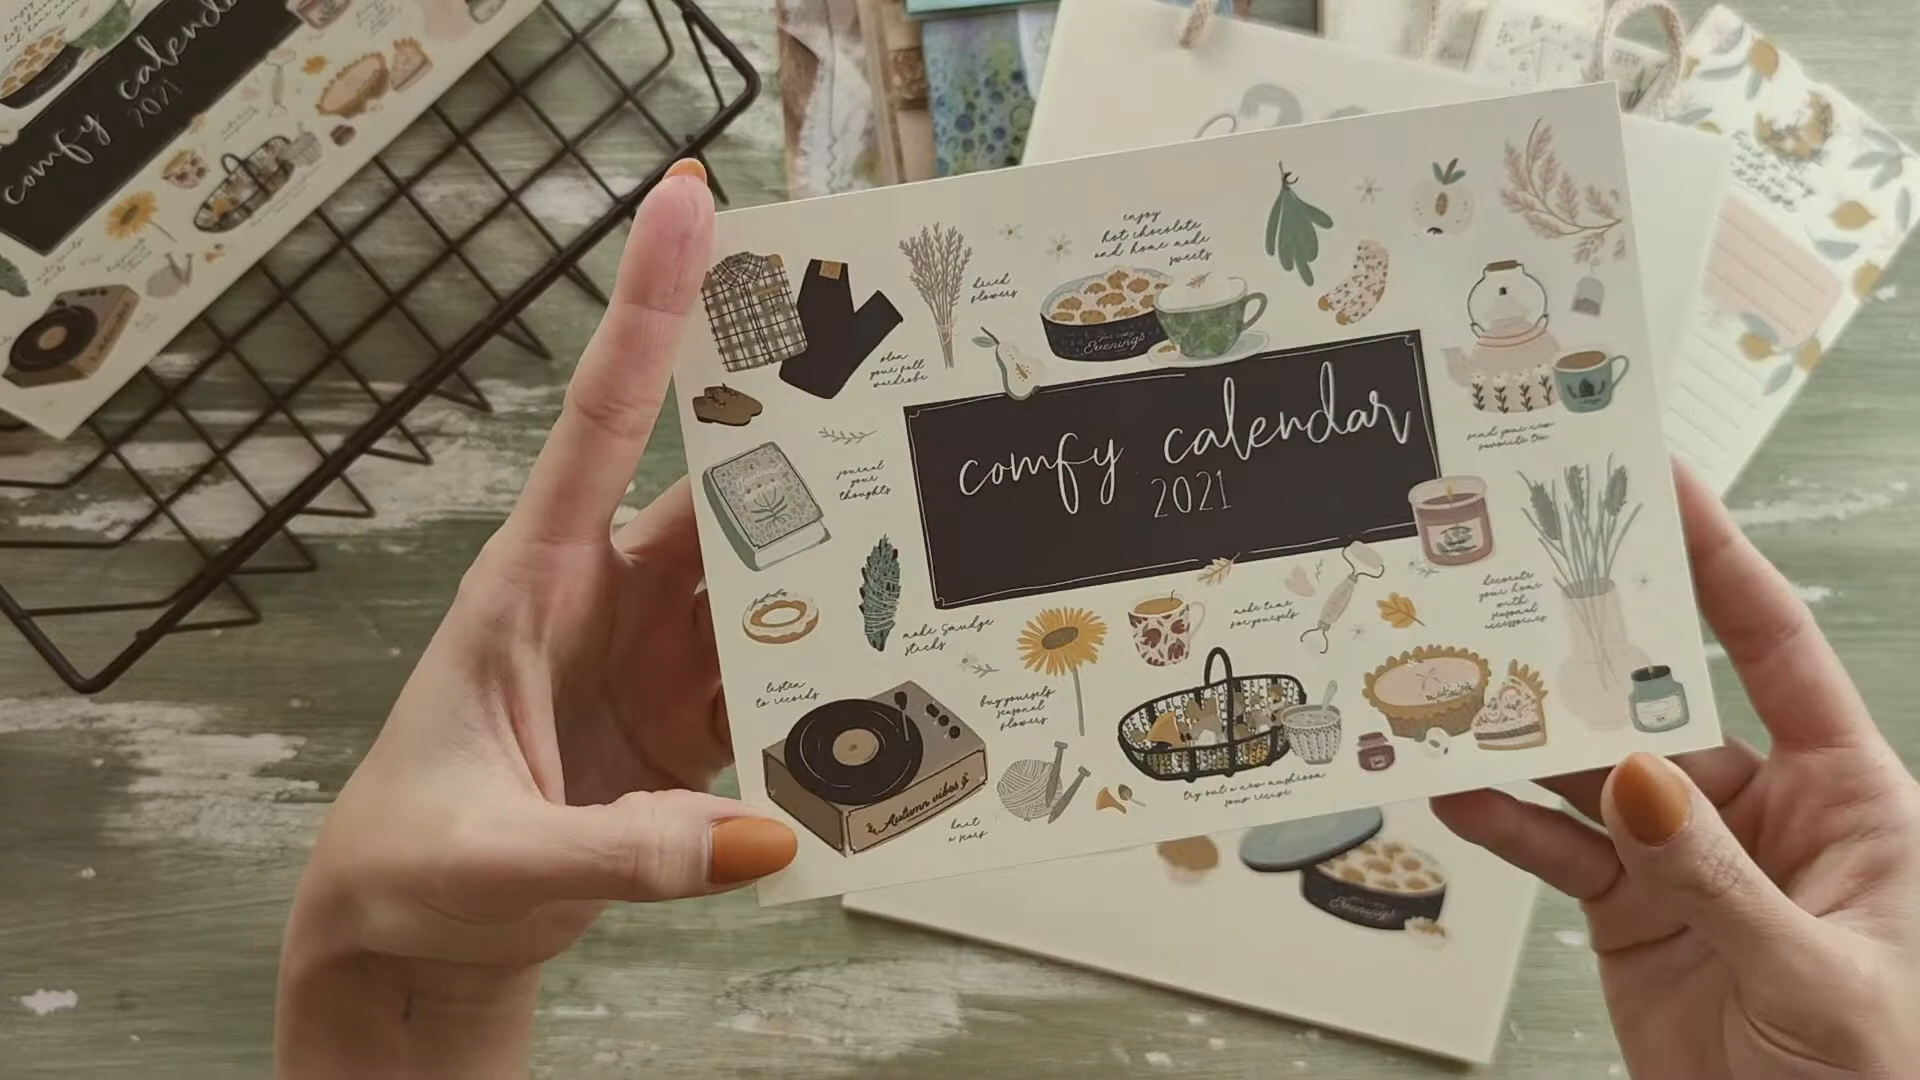 comfy calendar
2021
enjoy
hot chocolate
and home made
sweets
dried
flowers
Evenings
plan
your fall
wardrobe
comfy calendar
2021
journal
your
thoughts
make smudge
sticks
make time
for yourself
decorate
your home
with
seasonal
accessories
listen
to records
buy yourself
seasonal
flowers
Autumn vibes
knit
a scarf
try out a new mushroom
soup recipe
Evenings